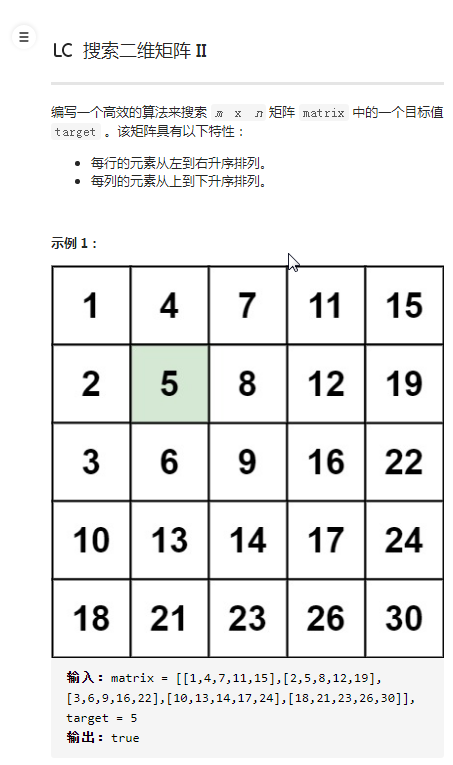 LC 搜索二维矩阵 II
编写一个高效的算法来搜索 m x n 矩阵 matrix 中的一个目标值
target 。该矩阵具有以下特性：
每行的元素从左到右升序排列。
每列的元素从上到下升序排列。
示例 1：
1 4 7 11 15
2 5 8 12 19
3 6 9 16 22
10 13 14 17 24
18 21 23 26 30
输入：matrix = [[1,4,7,11,15],[2,5,8,12,19],
[3,6,9,16,22],[10,13,14,17,24],[18,21,23,26,30]],
target = 5
输出：true